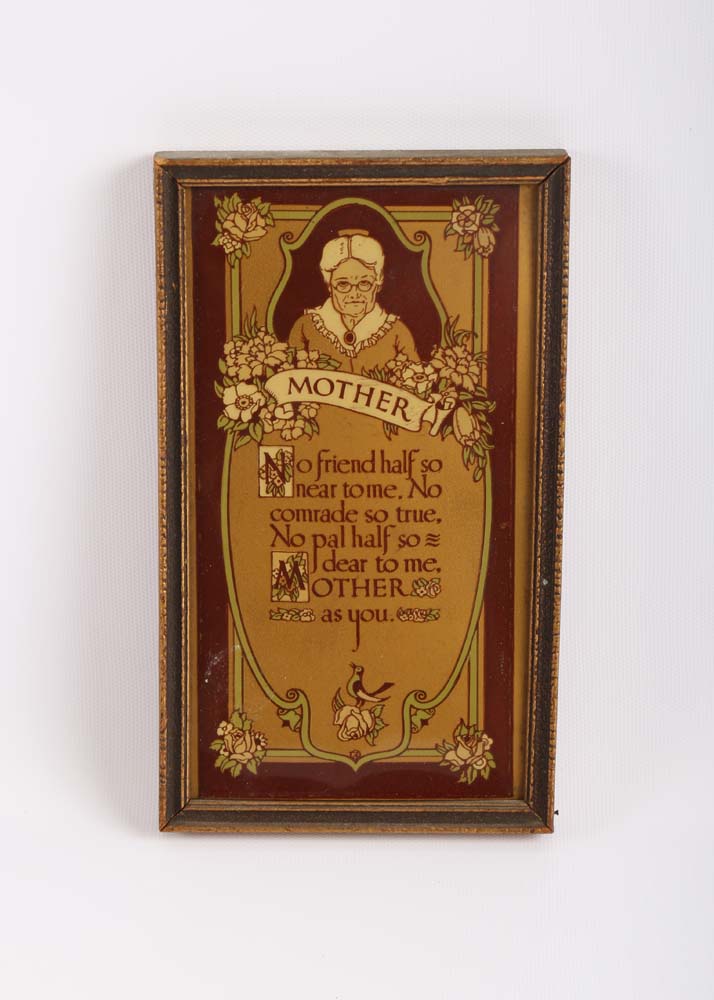 MOTHER
No friend half so
near to me, No
comrade so true,
No pal half so
dear to me,
MOTHER
as you.